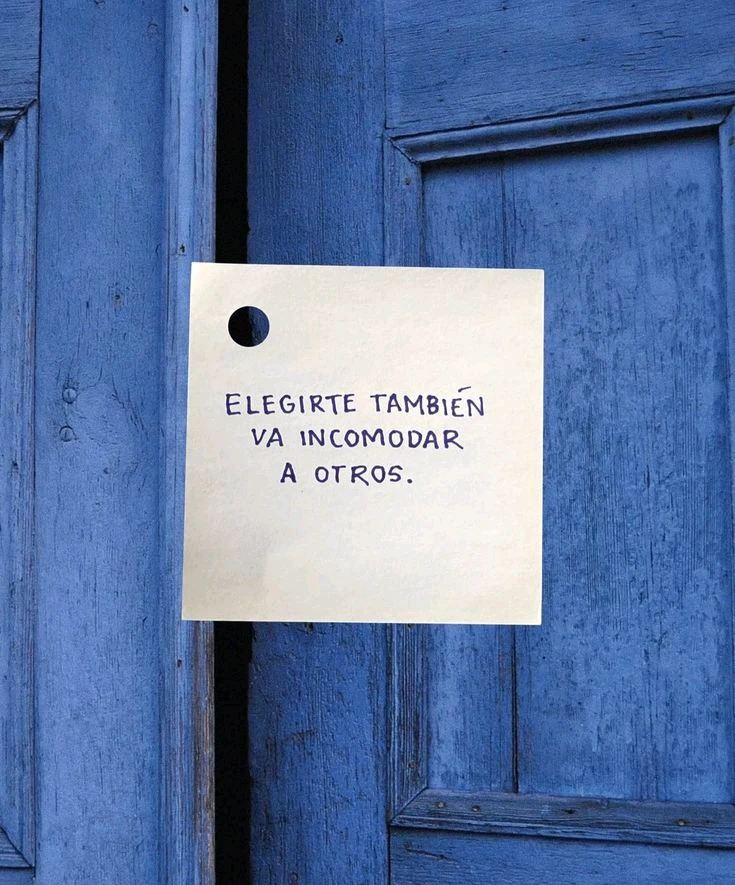 ELEGIRTE TAMBIÉN
VA INCOMODAR
A OTROS.